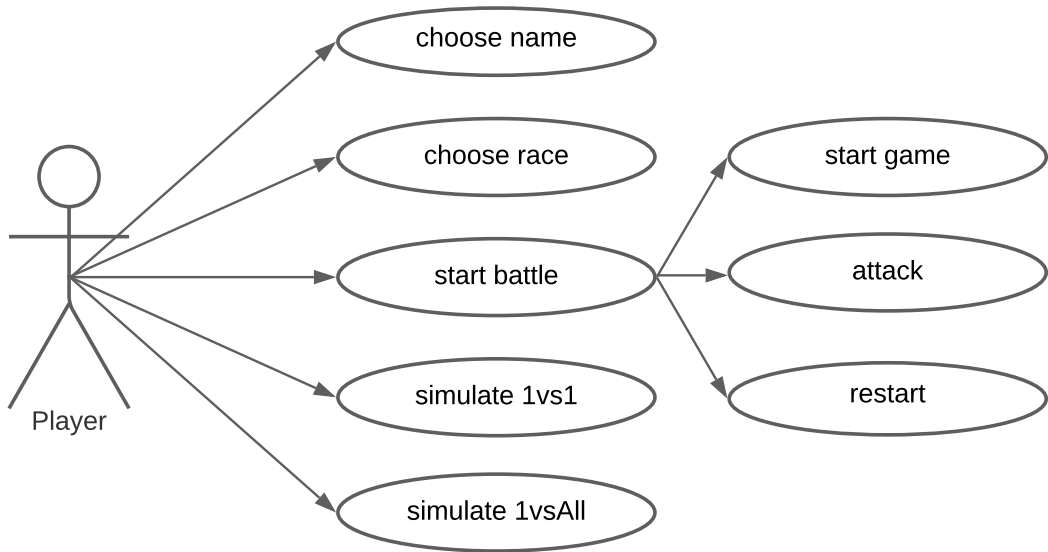 choose name
choose race
start game
start battle
attack
simulate 1vs1
restart
Player
simulate 1vsAll